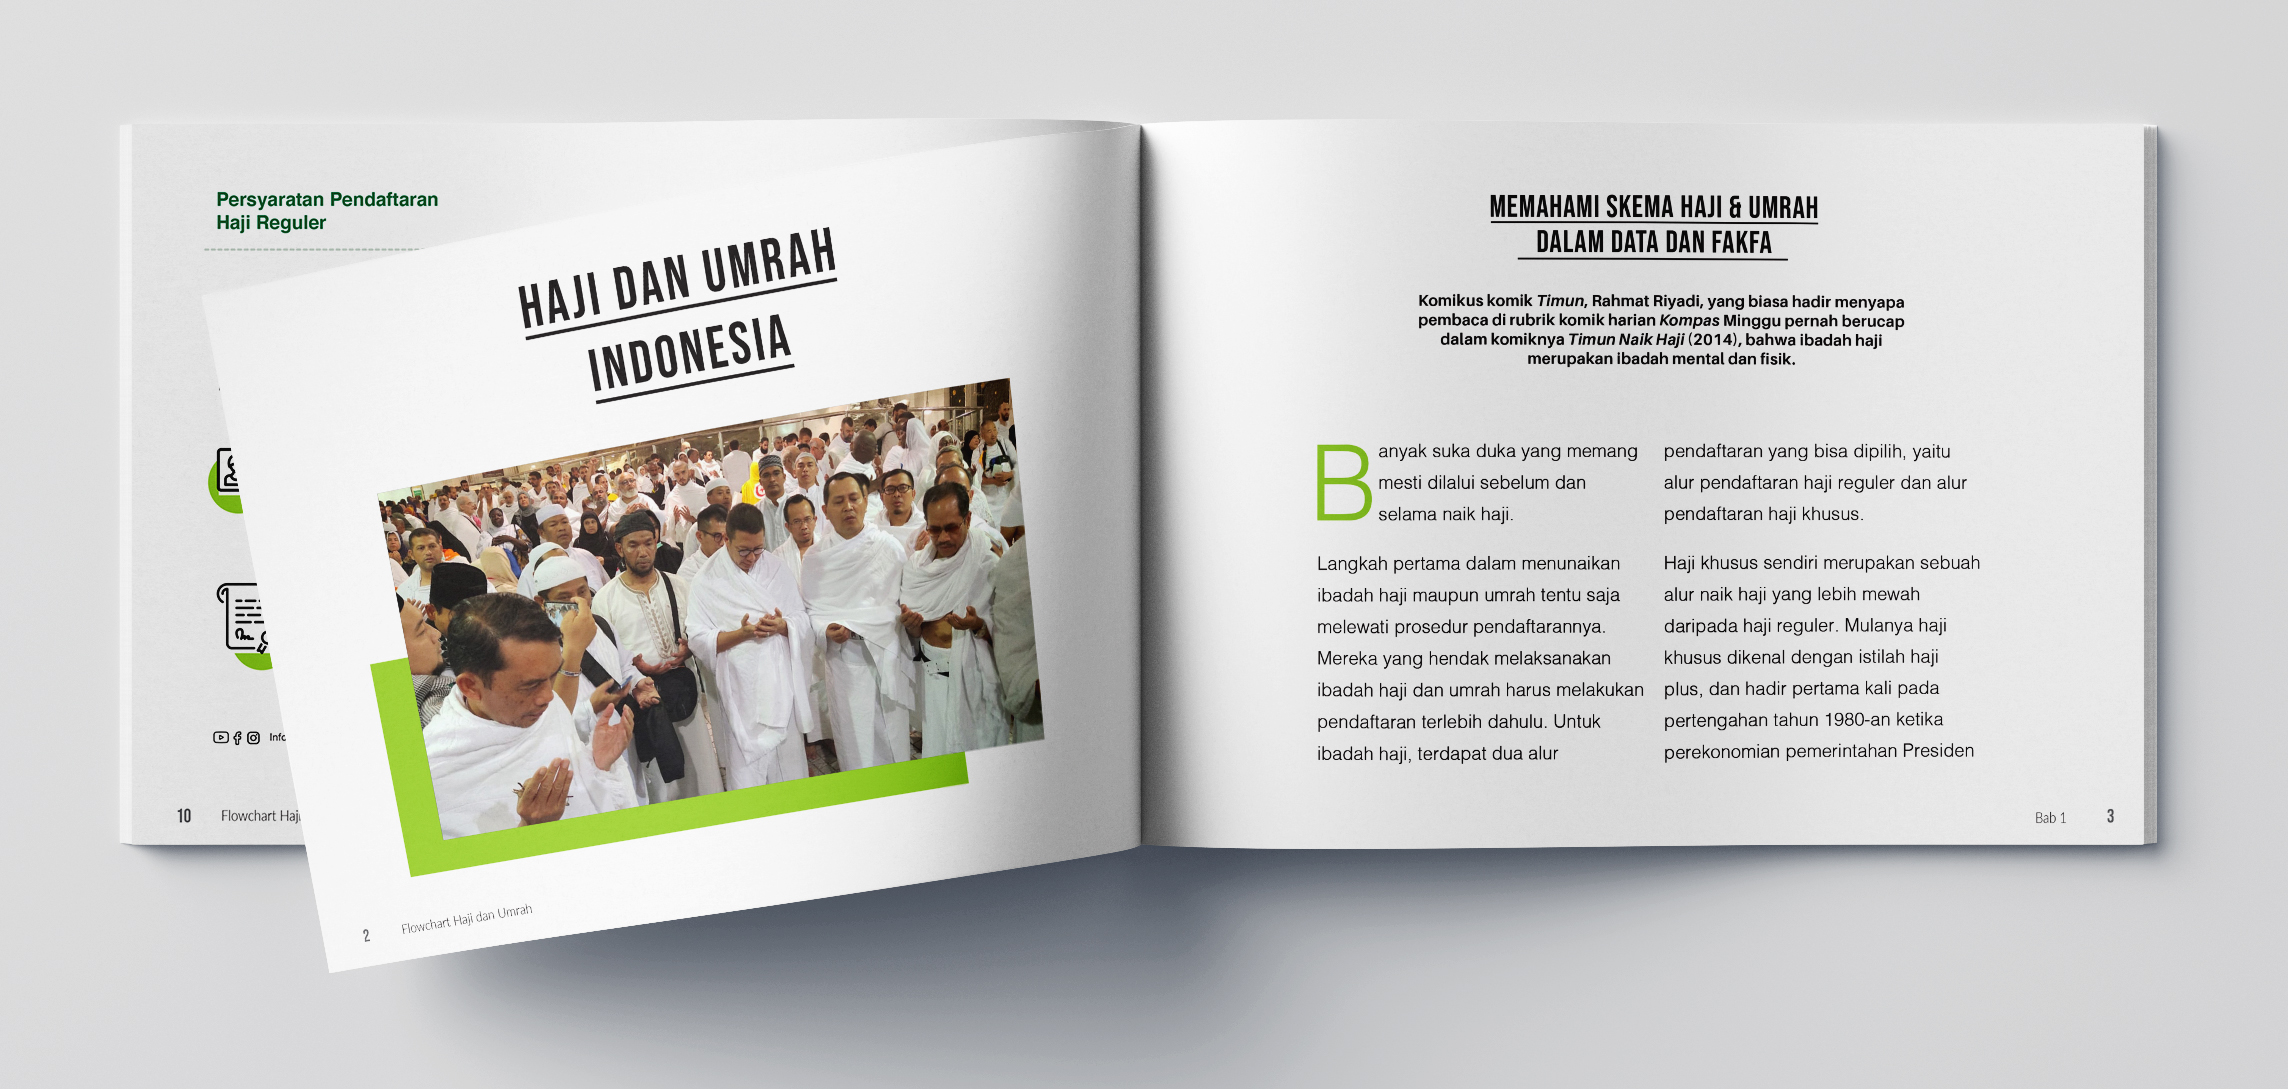 Persyaratan Pendaftaran
Haji Reguler
10 Flowchart Haji
HAJI DAN UMRAH
INDONESIA
2 Flowchart Haji dan Umrah
MEMAHAMI SKEMA HAJI & UMRAH
DALAM DATA DAN FAKFA
Komikus komik Timun, Rahmat Riyadi, yang biasa hadir menyapa
pembaca di rubrik komik harian Kompas Minggu pernah berucap
dalam komiknya Timun Naik Haji (2014), bahwa ibadah haji
merupakan ibadah mental dan fisik.
Banyak suka duka yang memang
mesti dilalui sebelum dan
selama naik haji.
Langkah pertama dalam menunaikan
ibadah haji maupun umrah tentu saja
melewati prosedur pendaftarannya.
Mereka yang hendak melaksanakan
ibadah haji dan umrah harus melakukan
pendaftaran terlebih dahulu. Untuk
ibadah haji, terdapat dua alur
pendaftaran yang bisa dipilih, yaitu
alur pendaftaran haji reguler dan alur
pendaftaran haji khusus.
Haji khusus sendiri merupakan sebuah
alur naik haji yang lebih mewah
daripada haji reguler. Mulanya haji
khusus dikenal dengan istilah haji
plus, dan hadir pertama kali pada
pertengahan tahun 1980-an ketika
perekonomian pemerintahan Presiden
Bab 1 3